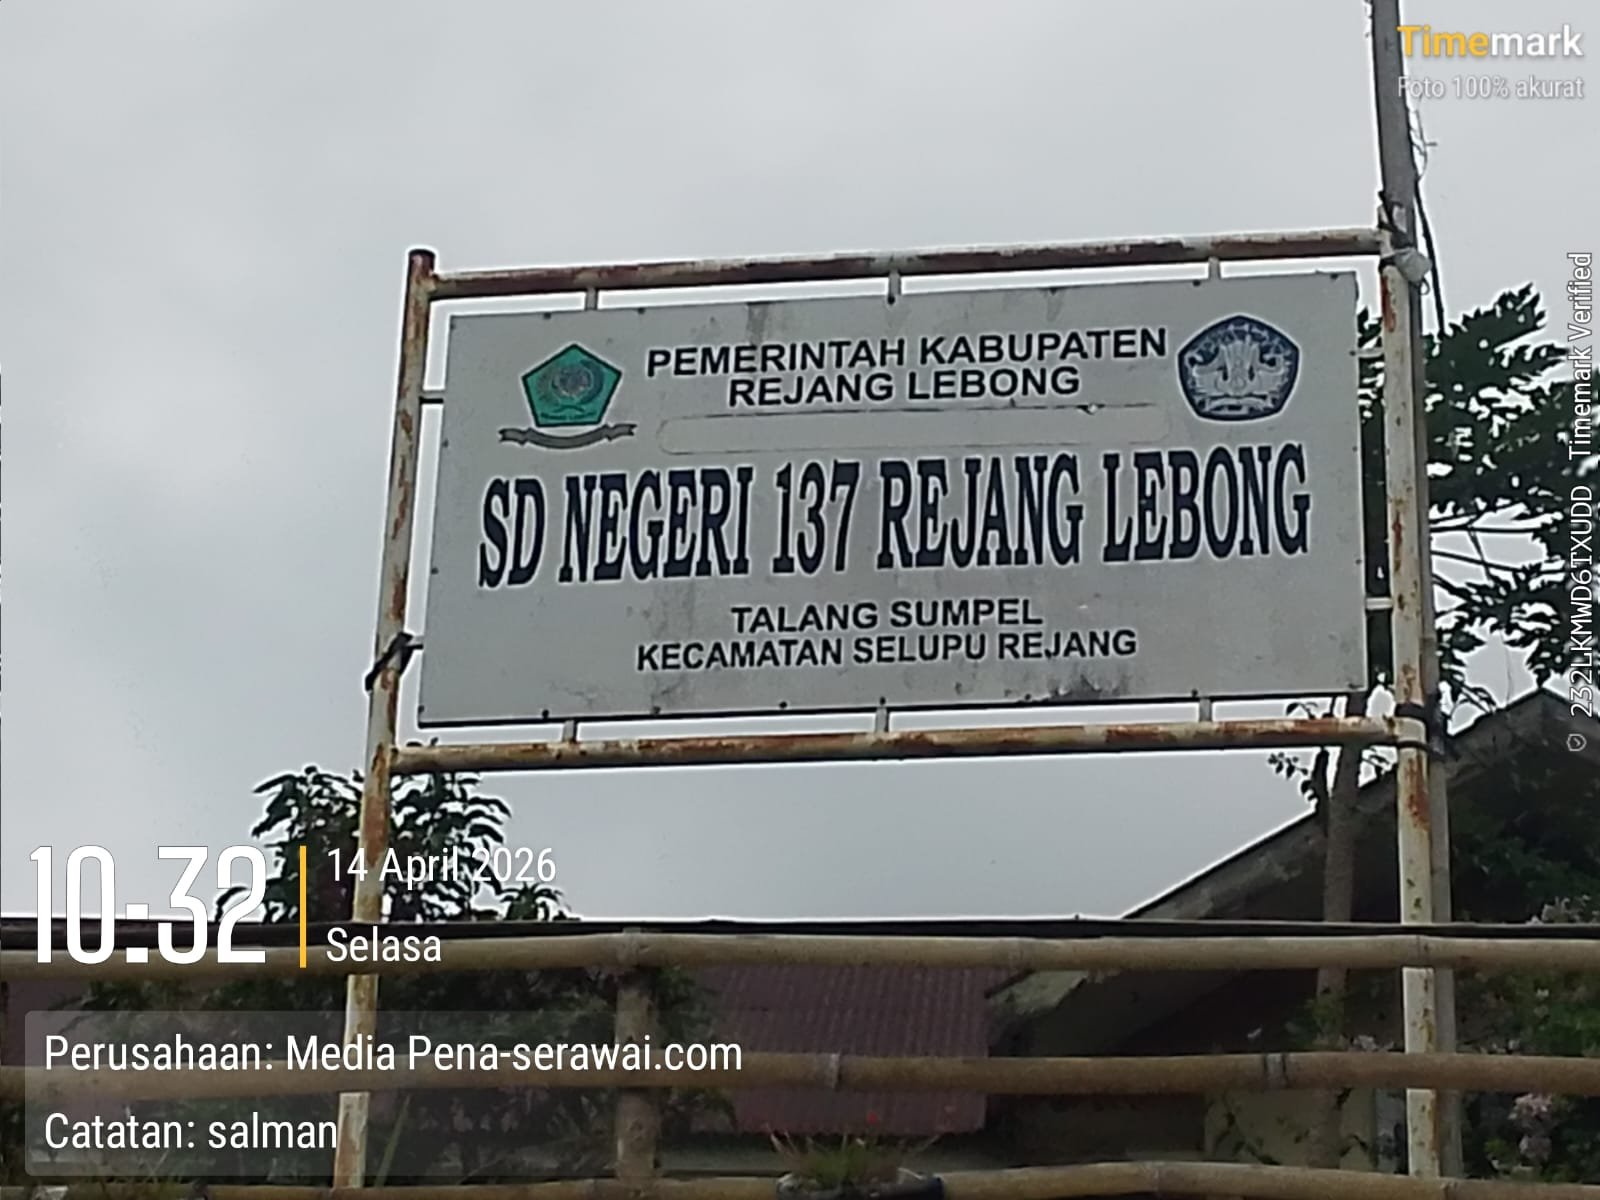 Timemark
Foto 100% akurat
PEMERINTAH KABUPATEN
REJANG LEBONG
SD NEGERI 137 REJANG LEBONG
TALANG SUMPEL
KECAMATAN SELUPU REJANG
232LKMWD6TXUDD Timemark Verified
10:32
14 April 2026
Selasa
Perusahaan: Media Pena-serawai.com
Catatan: salman